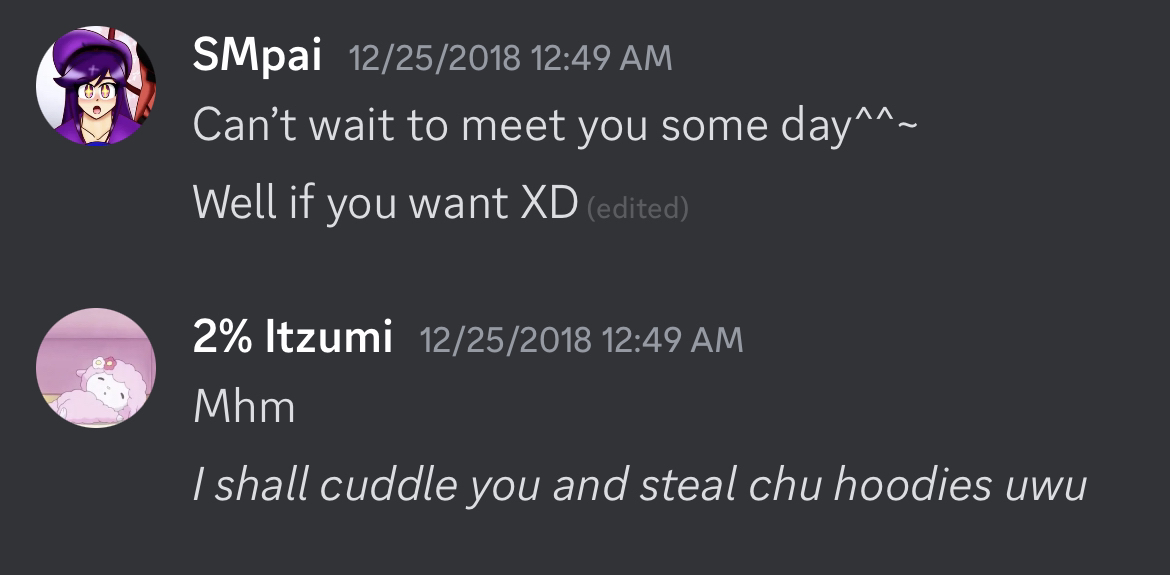 SMpai 12/25/2018 12:49 AM
Can’t wait to meet you some day^^~
Well if you want XD (edited)
2% Itzumi 12/25/2018 12:49 AM
Mhm
I shall cuddle you and steal chu hoodies uwu